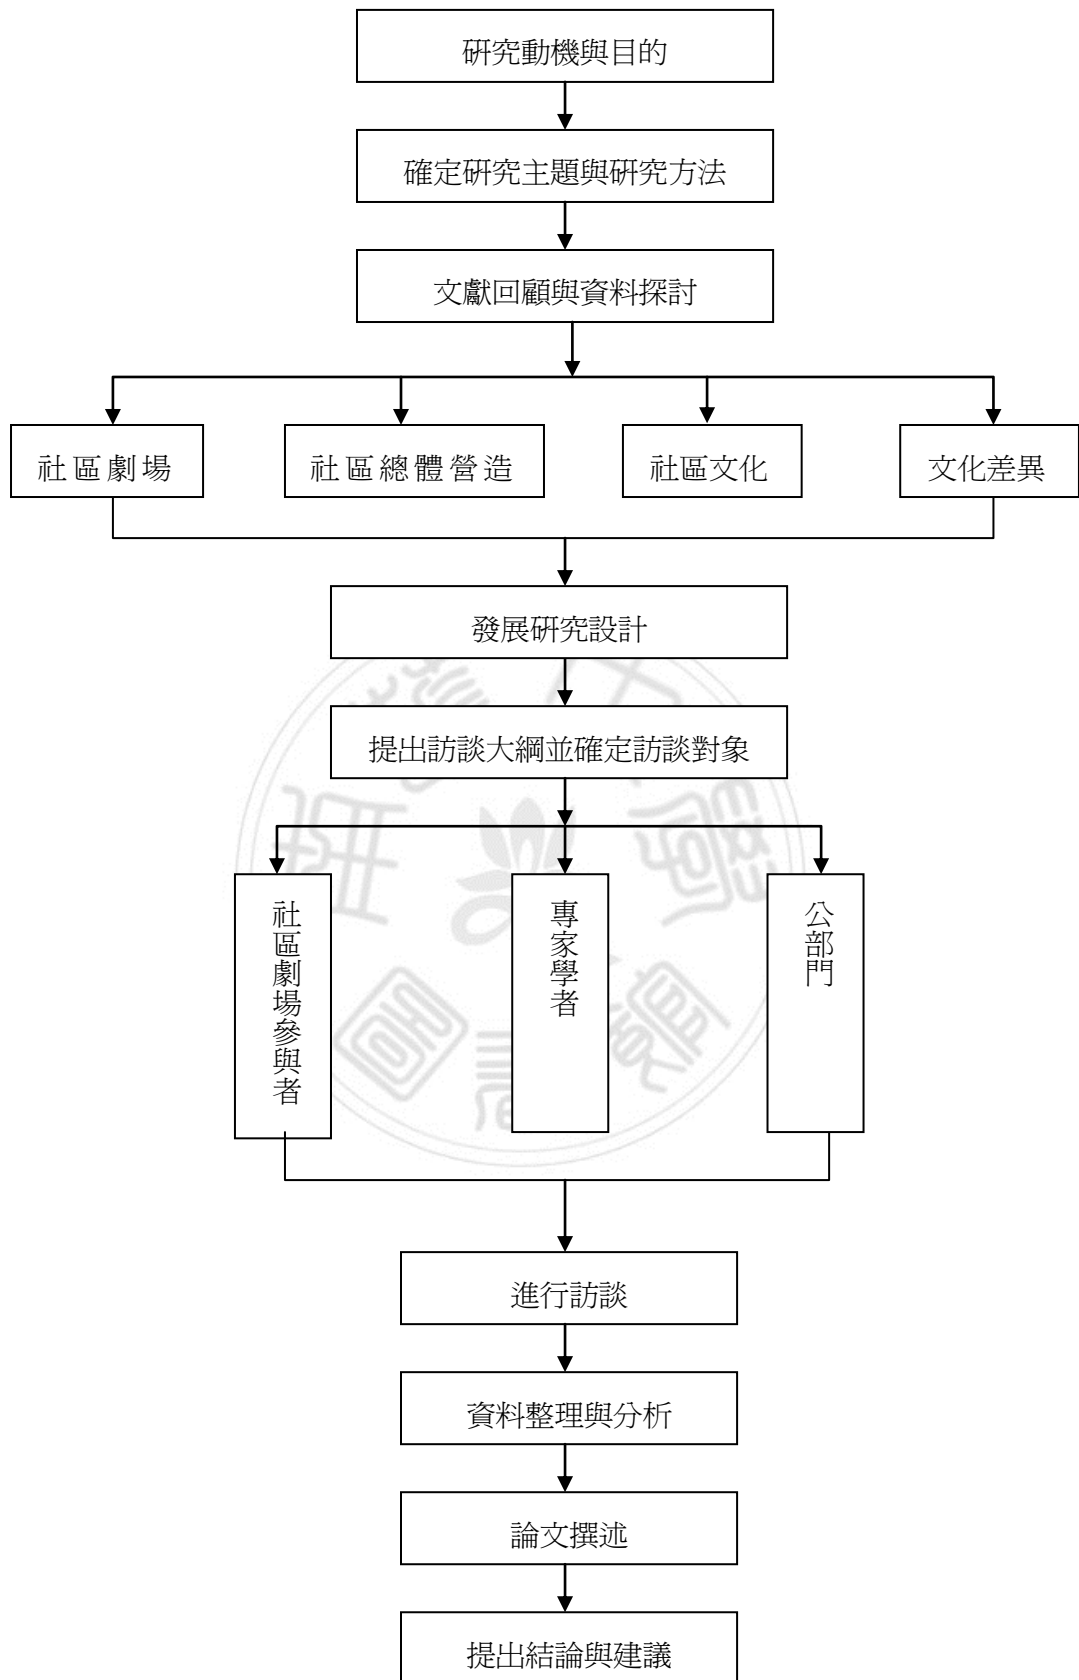 研究動機與目的
確定研究主題與研究方法
文獻回顧與資料探討
社區劇場
社區總體營造
社區文化
文化差異
發展研究設計
提出訪談大綱並確定訪談對象
社區劇場參與者
專家學者
公部門
進行訪談
資料整理與分析
論文撰述
提出結論與建議